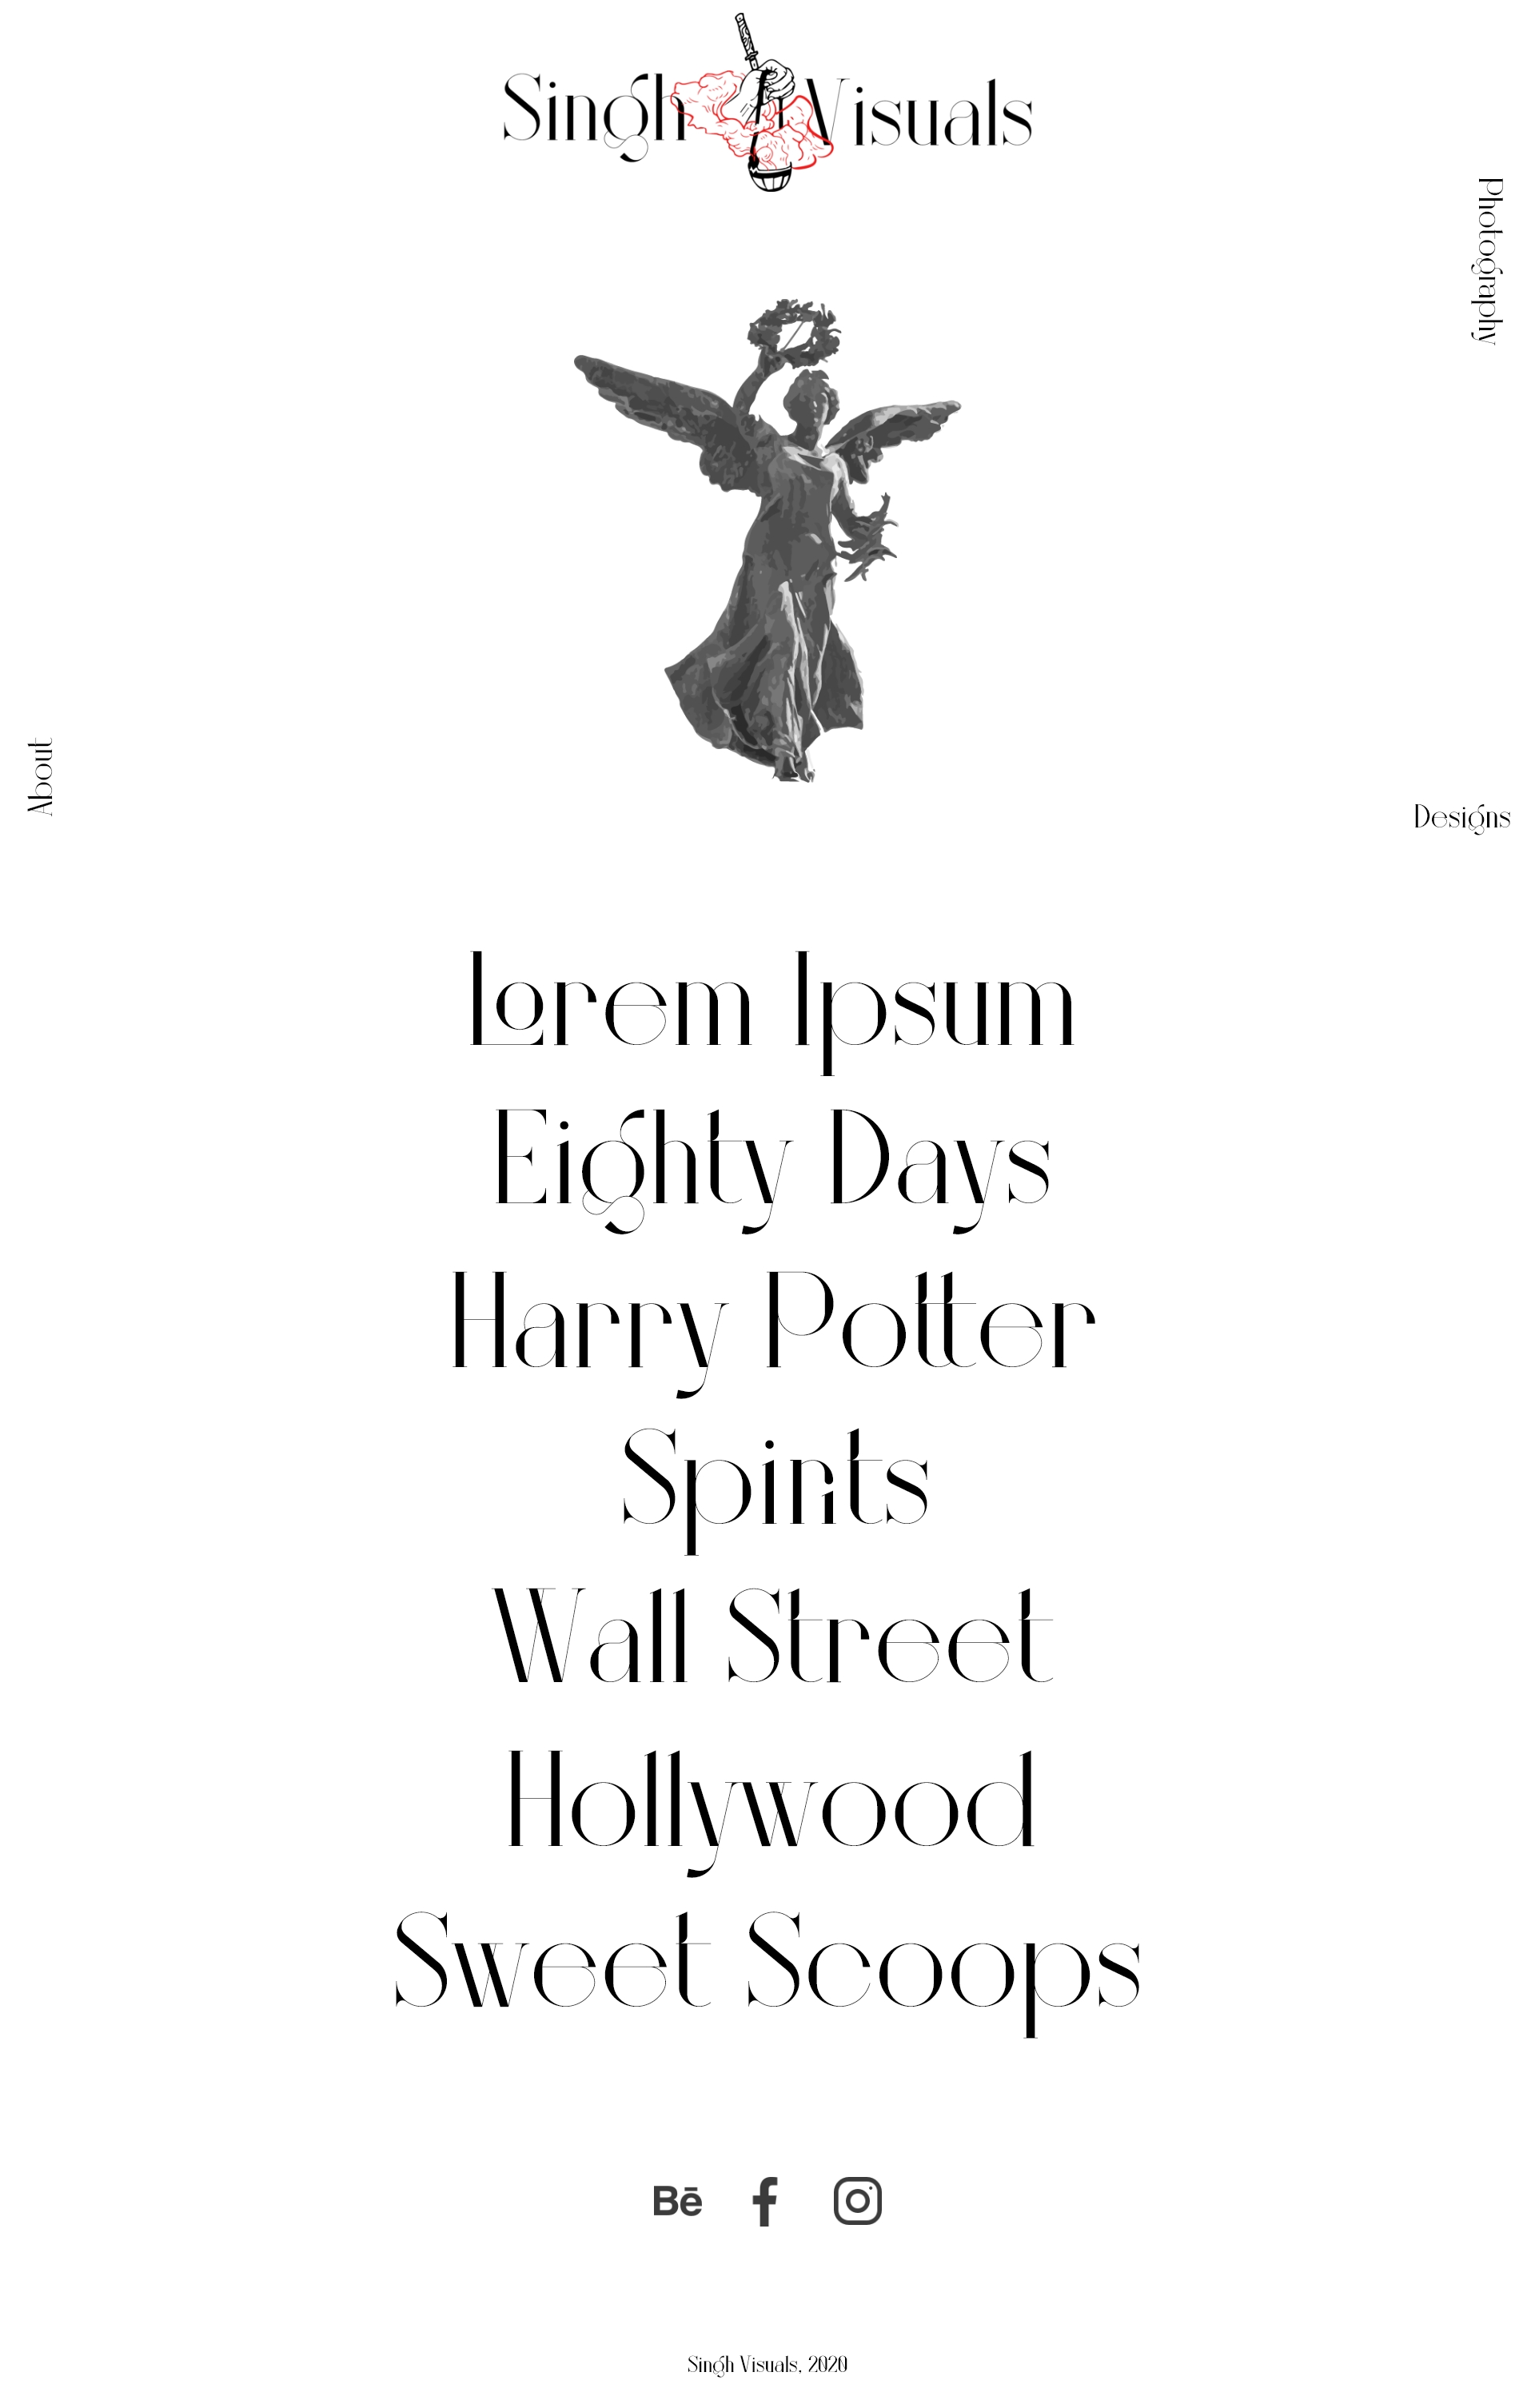 Singh Visuals
Photography
About
Designs
Lorem Ipsum
Eighty Days
Harry Potter
Spirits
Wall Street
Hollywood
Sweet Scoops
Bē
Singh Visuals, 2020